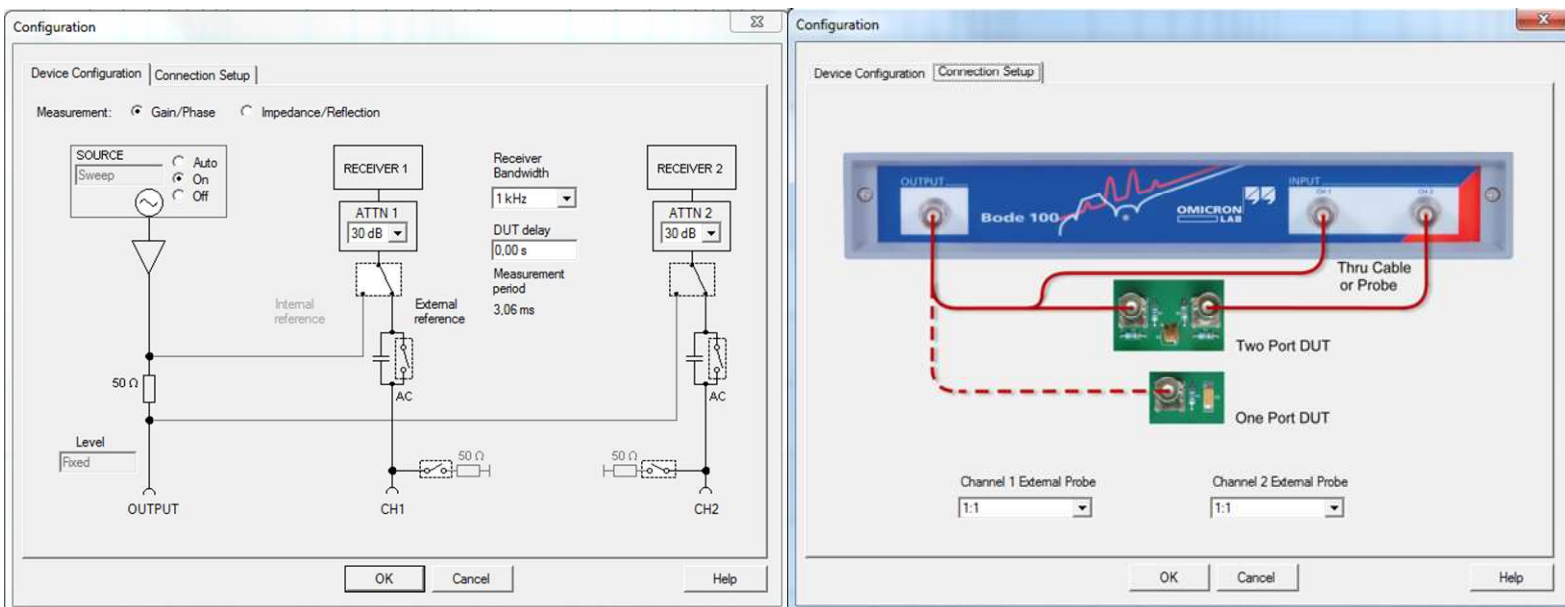 Configuration
Device Configuration
Connection Setup
Measurement:
Gain/Phase
Impedance/Reflection
SOURCE
Sweep
Auto
On
Off
RECEIVER 1
ATTN 1
30 dB
Receiver
Bandwidth
1 kHz
DUT delay
0,00 s
Measurement
period
3,06 ms
RECEIVER 2
ATTN 2
30 dB
Internal
reference
External
reference
50 Ω
AC
AC
Level
Fixed
50 Ω
50 Ω
OUTPUT
CH1
CH2
OK
Cancel
Help
Configuration
Device Configuration
Connection Setup
OUTPUT
Bode 100
OMICRON
LAB
INPUT
CH 1
CH 2
Thru Cable
or Probe
Two Port DUT
One Port DUT
Channel 1 External Probe
1:1
Channel 2 External Probe
1:1
OK
Cancel
Help